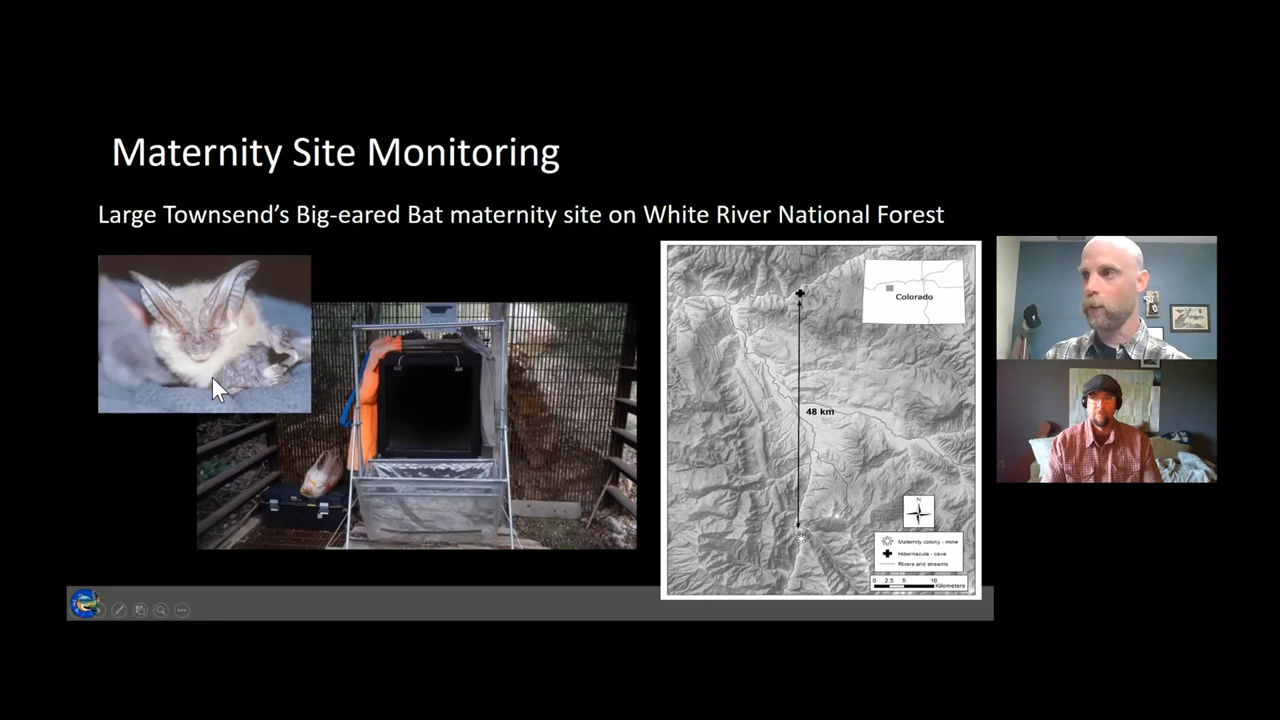 Maternity Site Monitoring
Large Townsend's Big-eared Bat maternity site on White River National Forest
Colorado
48 km
N
Maternity colony - mine
Hibernacula - cave
Rivers and streams
0 2.5 5 10
Kilometers